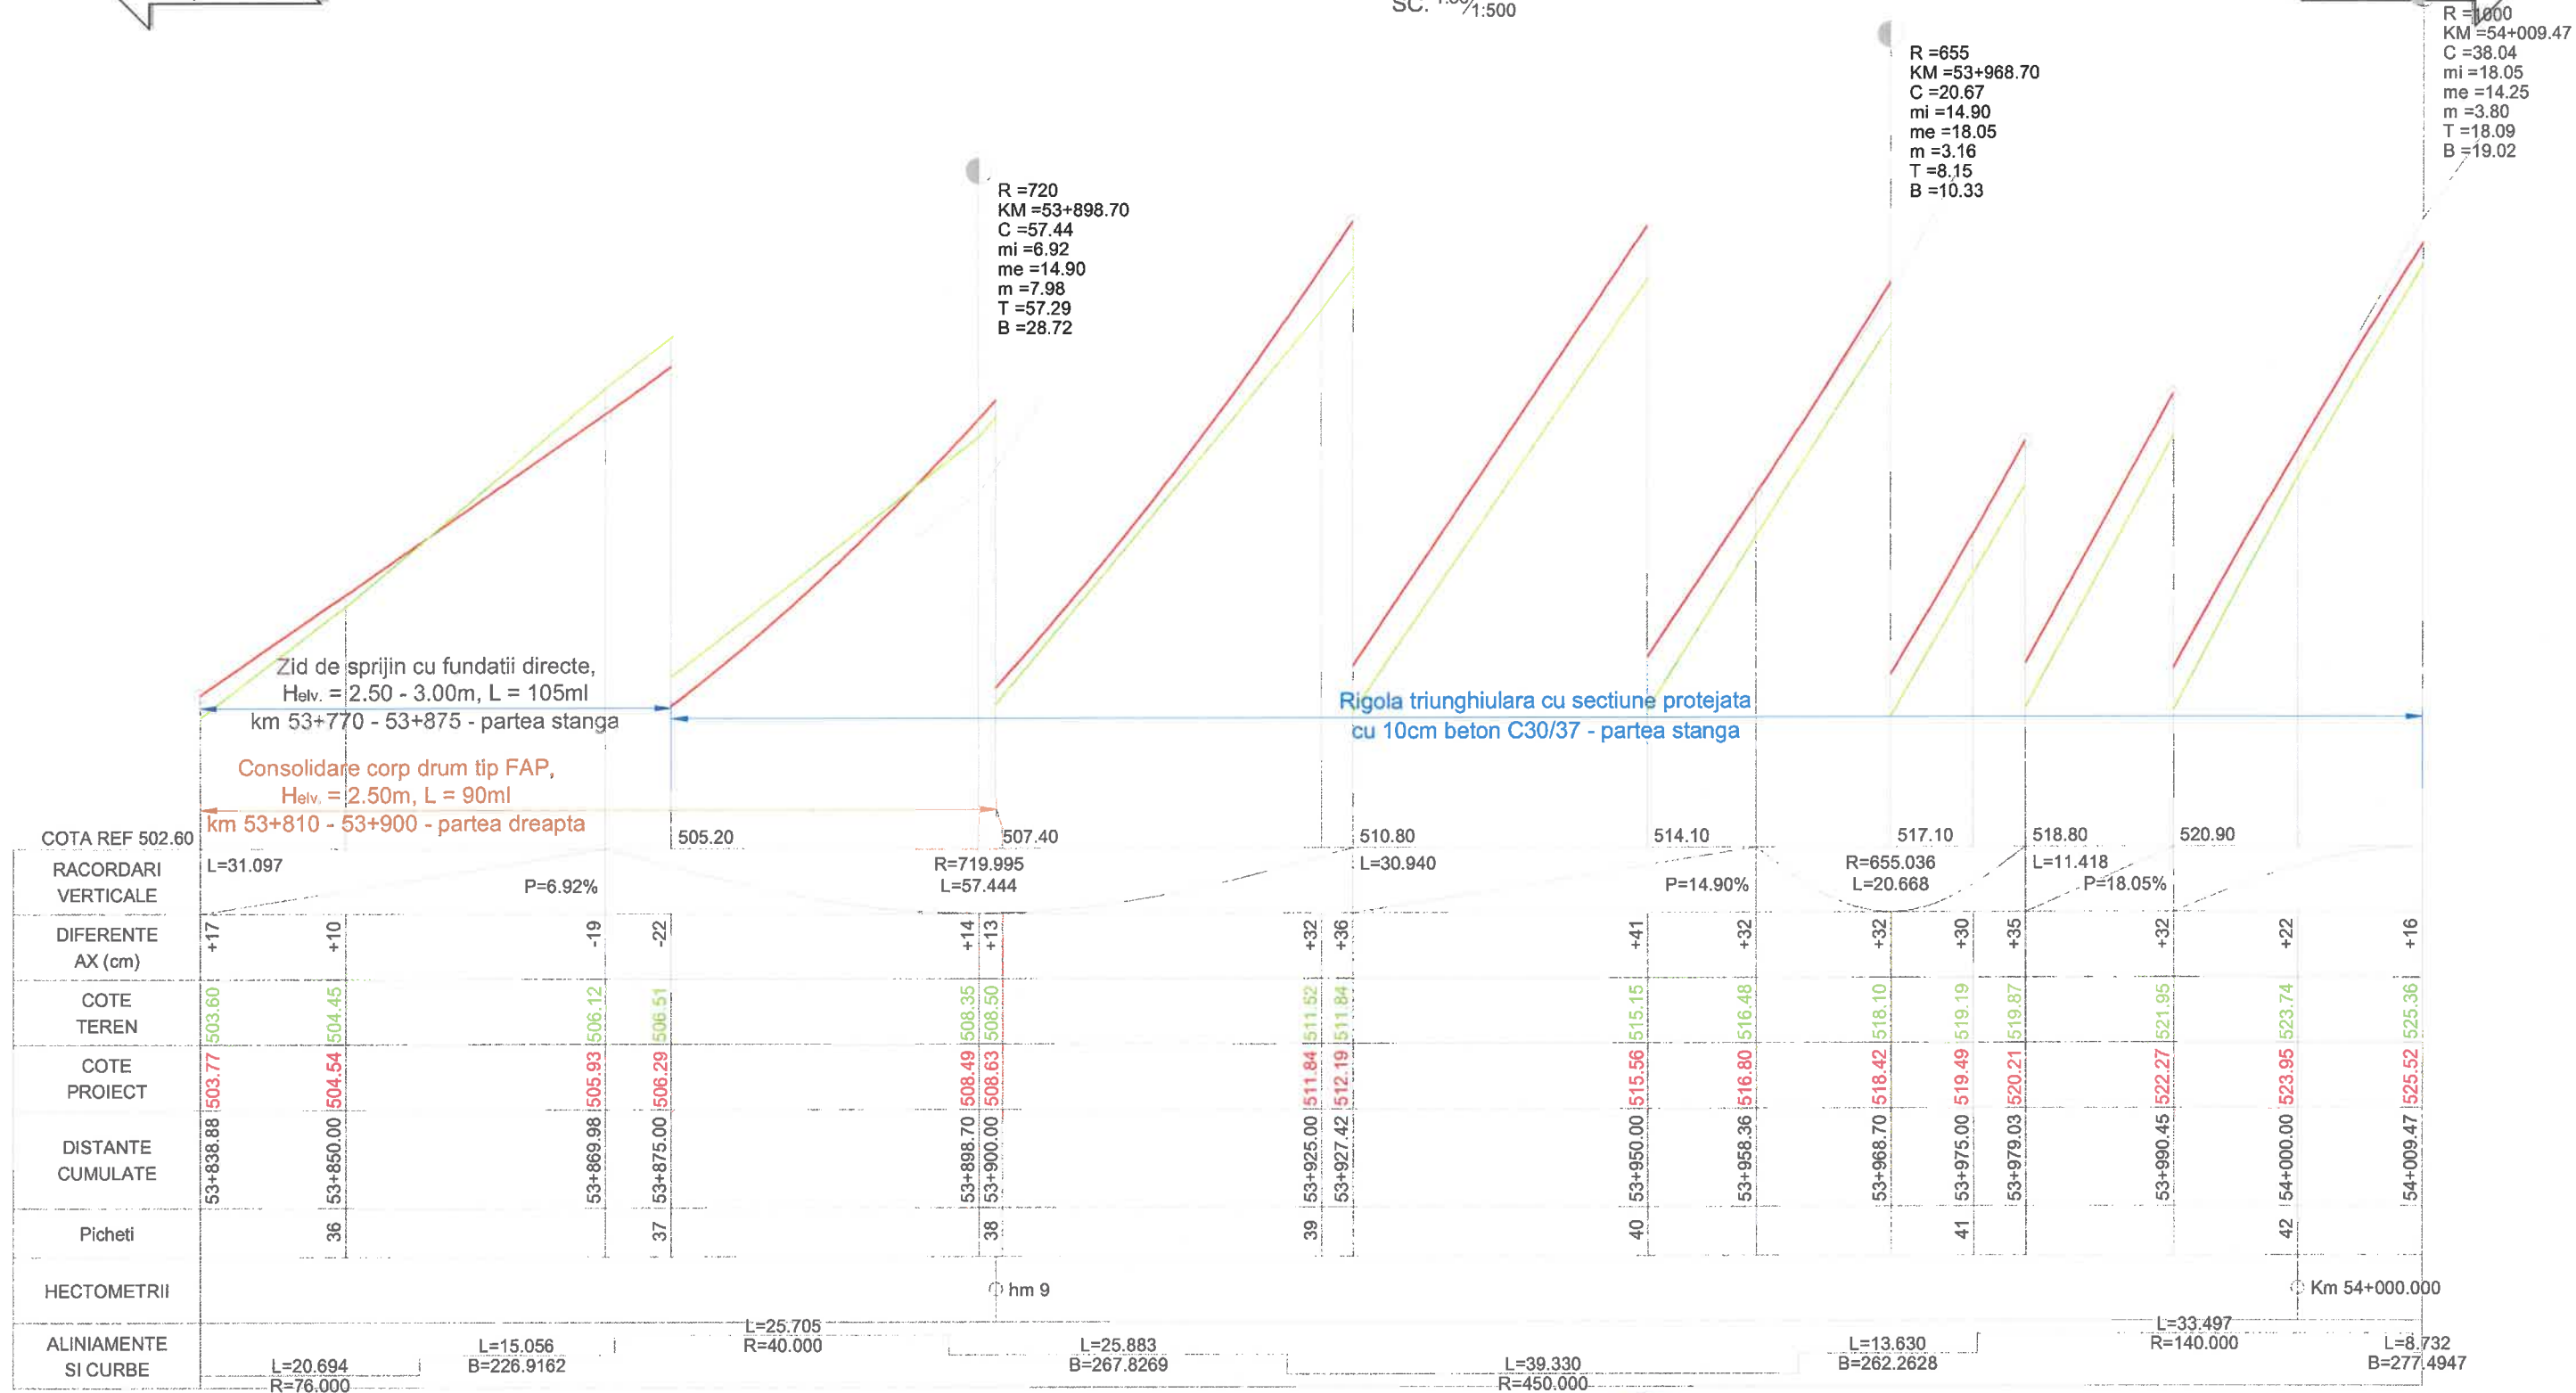 SC. 1:50/1:500
R =1000
KM =54+009.47
C =38.04
mi =18.05
me =14.25
m =3.80
T =18.09
B =19.02
R =655
KM =53+968.70
C =20.67
mi =14.90
me =18.05
m =3.16
T =8.15
B =10.33
R =720
KM =53+898.70
C =57.44
mi =6.92
me =14.90
m =7.98
T =57.29
B =28.72
Zid de sprijin cu fundatii directe,
Helv. = 2.50 - 3.00m, L = 105ml
km 53+770 - 53+875 - partea stanga
Rigola triunghiulara cu sectiune protejata
cu 10cm beton C30/37 - partea stanga
Consolidare corp drum tip FAP,
Helv. = 2.50m, L = 90ml
km 53+810 - 53+900 - partea dreapta
COTA REF 502.60 505.20 507.40 510.80 514.10 517.10 518.80 520.90
RACORDARI
VERTICALE
L=31.097
P=6.92%
R=719.995
L=57.444
L=30.940
P=14.90%
R=655.036
L=20.668
L=11.418
P=18.05%
DIFERENTE
AX (cm)
+17 +10 -19 -22 +14 +13 +32 +36 +41 +32 +32 +30 +35 +32 +22 +16
COTE
TEREN
503.60 504.45 506.12 506.51 508.35 508.50 511.52 511.84 515.15 516.48 518.10 519.19 519.87 521.95 523.74 525.36
COTE
PROIECT
503.77 504.54 505.93 506.29 508.49 508.63 511.84 512.19 515.56 516.80 518.42 519.49 520.21 522.27 523.95 525.52
DISTANTE
CUMULATE
53+838.88 53+850.00 53+869.98 53+875.00 53+898.70 53+900.00 53+925.00 53+927.42 53+950.00 53+958.36 53+968.70 53+975.00 53+979.03 53+990.45 54+000.00 54+009.47
Picheti 36 37 38 39 40 41 42
HECTOMETRII hm 9 Km 54+000.000
ALINIAMENTE
SI CURBE
L=20.694
R=76.000
L=15.056
B=226.9162
L=25.705
R=40.000
L=25.883
B=267.8269
L=39.330
R=450.000
L=13.630
B=262.2628
L=33.497
R=140.000
L=8.732
B=277.4947